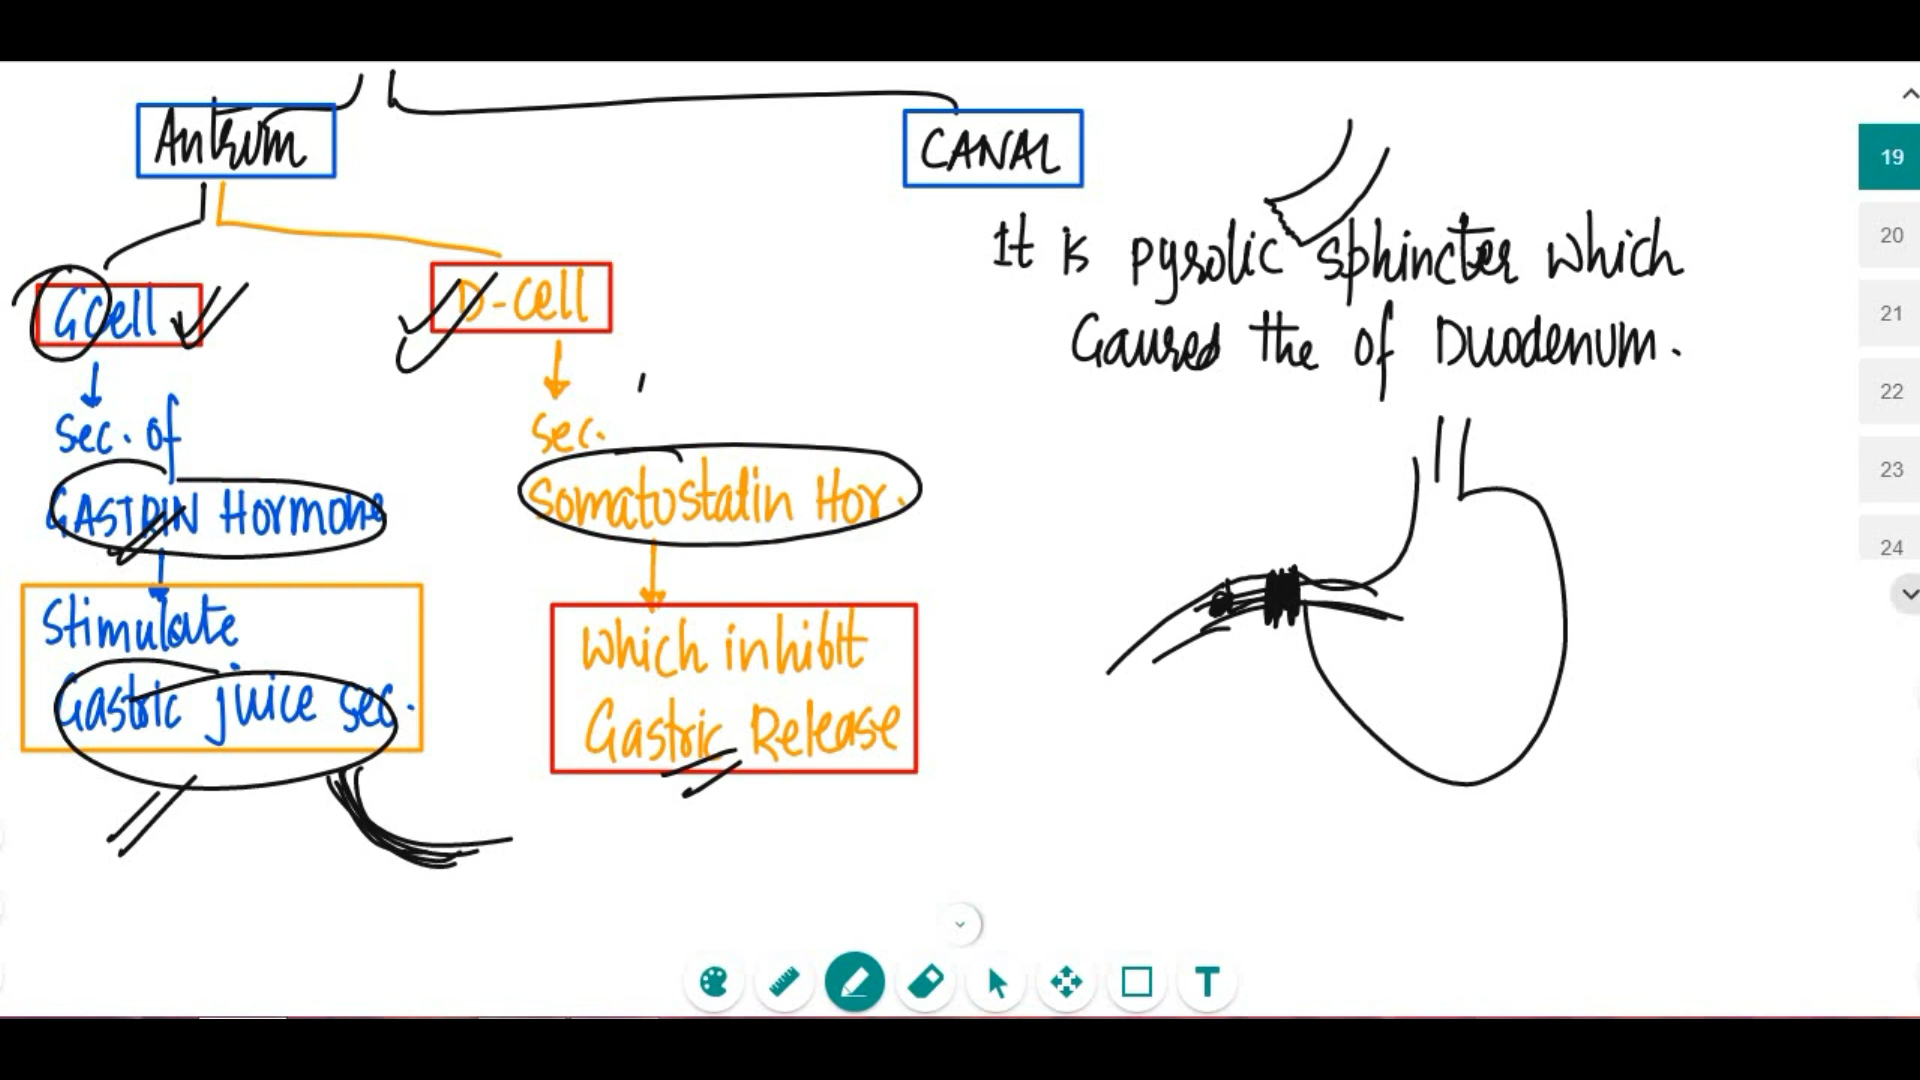 Antrum
CANAL
G cell
D-cell
Sec. of
GASTRIN Hormone
Stimulate
Gastric juice sec.
Sec.
Somatostatin Hor.
Which inhibit
Gastric Release
It is pyrolic sphincter which
Gaured the of Duodenum.
19
20
21
22
23
24
T